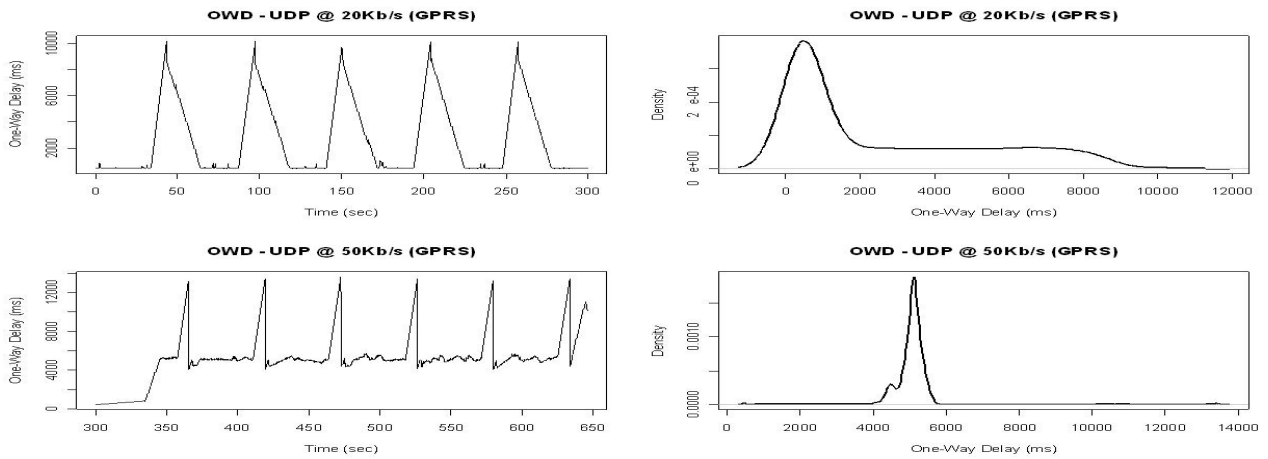 OWD - UDP @ 20Kb/s (GPRS)
One-Way Delay (ms)
2000 6000 10000
0 50 100 150 200 250 300
Time (sec)
OWD - UDP @ 20Kb/s (GPRS)
Density
0 e+00 2 e-04
0 2000 4000 6000 8000 10000 12000
One-Way Delay (ms)
OWD - UDP @ 50Kb/s (GPRS)
One-Way Delay (ms)
0 4000 8000 12000
300 350 400 450 500 550 600 650
Time (sec)
OWD - UDP @ 50Kb/s (GPRS)
Density
0.0000 0.0010
0 2000 4000 6000 8000 10000 12000 14000
One-Way Delay (ms)